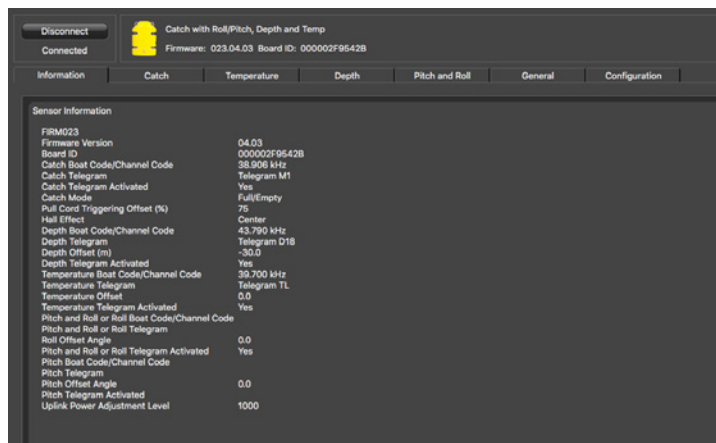 Disconnect
Connected
Catch with Roll/Pitch, Depth and Temp
Firmware: 023.04.03 Board ID: 000002F9542B
Information Catch Temperature Depth Pitch and Roll General Configuration
Sensor Information
FIRM023
Firmware Version 04.03
Board ID 000002F9542B
Catch Boat Code/Channel Code 38.906 kHz
Catch Telegram Telegram M1
Catch Telegram Activated Yes
Catch Mode Full/Empty
Pull Cord Triggering Offset (%) 75
Hall Effect Center
Depth Boat Code/Channel Code 43.790 kHz
Depth Telegram Telegram D18
Depth Offset (m) -30.0
Depth Telegram Activated Yes
Temperature Boat Code/Channel Code 39.700 kHz
Temperature Telegram Telegram TL
Temperature Offset 0.0
Temperature Telegram Activated Yes
Pitch and Roll or Roll Boat Code/Channel Code
Pitch and Roll or Roll Telegram
Roll Offset Angle 0.0
Pitch and Roll or Roll Telegram Activated Yes
Pitch Boat Code/Channel Code
Pitch Telegram
Pitch Offset Angle 0.0
Pitch Telegram Activated
Uplink Power Adjustment Level 1000